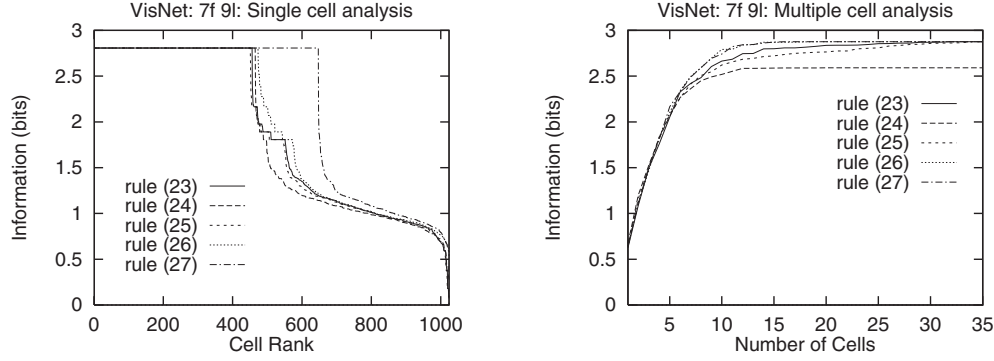 VisNet: 7f 9l: Single cell analysis
3
2.5
2
1.5
1
0.5
0
Information (bits)
rule (23)
rule (24)
rule (25)
rule (26)
rule (27)
0 200 400 600 800 1000
Cell Rank
VisNet: 7f 9l: Multiple cell analysis
3
2.5
2
1.5
1
0.5
0
Information (bits)
rule (23)
rule (24)
rule (25)
rule (26)
rule (27)
5 10 15 20 25 30 35
Number of Cells